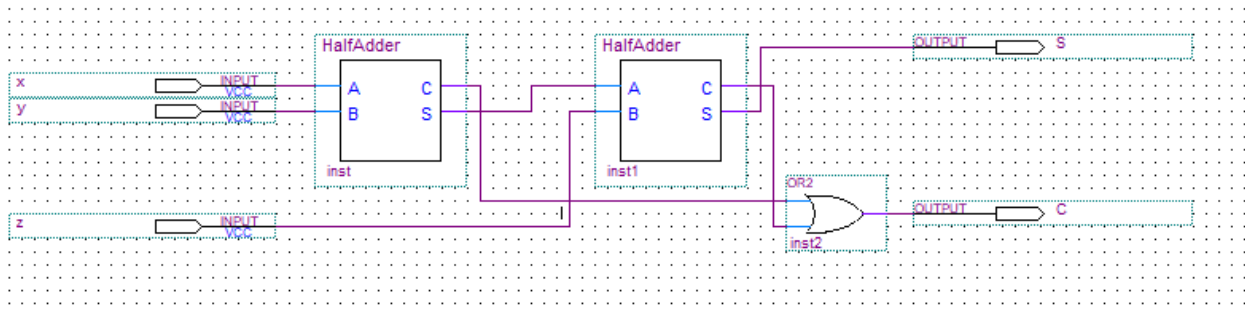 HalfAdder
HalfAdder
OUTPUT S
x INPUT
VCC
y INPUT
VCC
A C
B S
A C
B S
inst
inst1
OR2
z INPUT
VCC
OUTPUT C
inst2